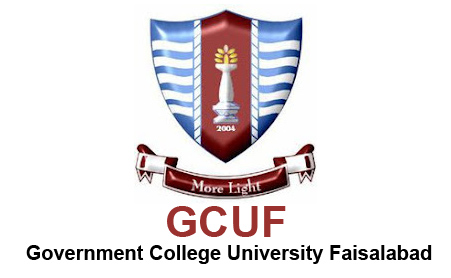 2004
More Light
GCUF
Government College University Faisalabad